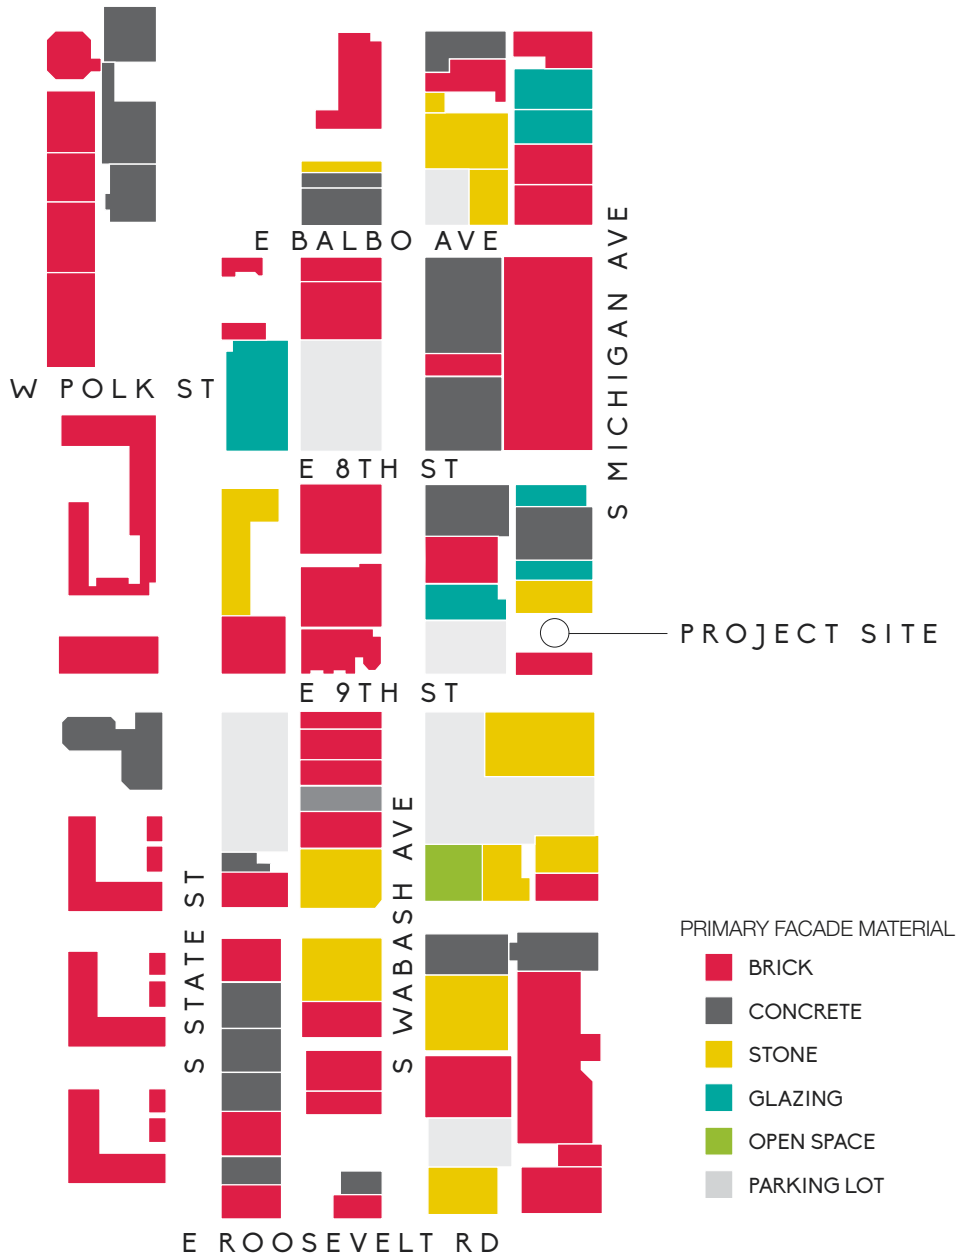 E BALBO AVE
S MICHIGAN AVE
W POLK ST
E 8TH ST
PROJECT SITE
E 9TH ST
S STATE ST
S WABASH AVE
PRIMARY FACADE MATERIAL
BRICK
CONCRETE
STONE
GLAZING
OPEN SPACE
PARKING LOT
E ROOSEVELT RD